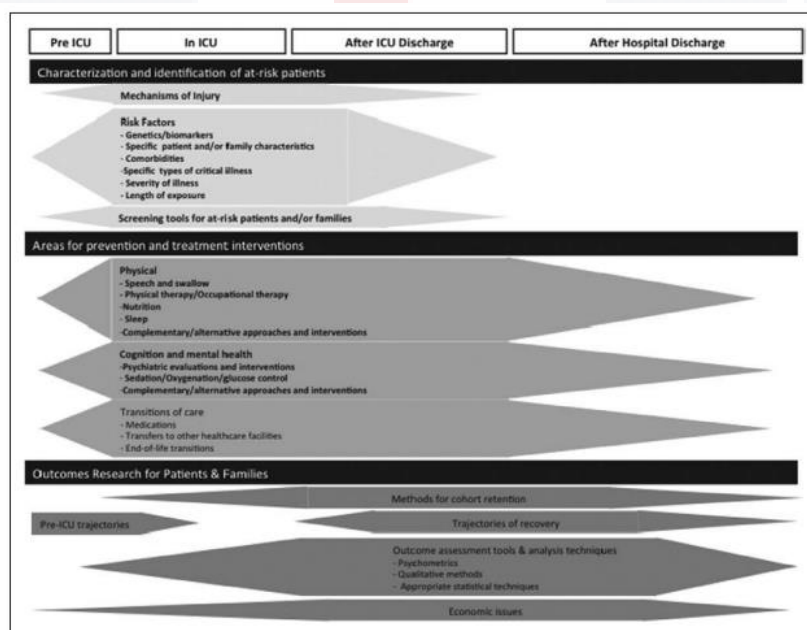 Pre ICU
In ICU
After ICU Discharge
After Hospital Discharge
Characterization and identification of at-risk patients
Mechanisms of Injury
Risk Factors
- Genetics/biomarkers
- Specific patient and/or family characteristics
- Comorbidities
-Specific types of critical illness
- Severity of illness
- Length of exposure
Screening tools for at-risk patients and/or families
Areas for prevention and treatment interventions
Physical
- Speech and swallow
- Physical therapy/Occupational therapy
-Nutrition
- Sleep
-Complementary/alternative approaches and interventions
Cognition and mental health
-Psychiatric evaluations and interventions
- Sedation/Oxygenation/glucose control
-Complementary/alternative approaches and interventions
Transitions of care
- Medications
- Transfers to other healthcare facilities
- End-of-life transitions
Outcomes Research for Patients & Families
Methods for cohort retention
Pre-ICU trajectories
Trajectories of recovery
Outcome assessment tools & analysis techniques
- Psychometrics
- Qualitative methods
- Appropriate statistical techniques
Economic issues